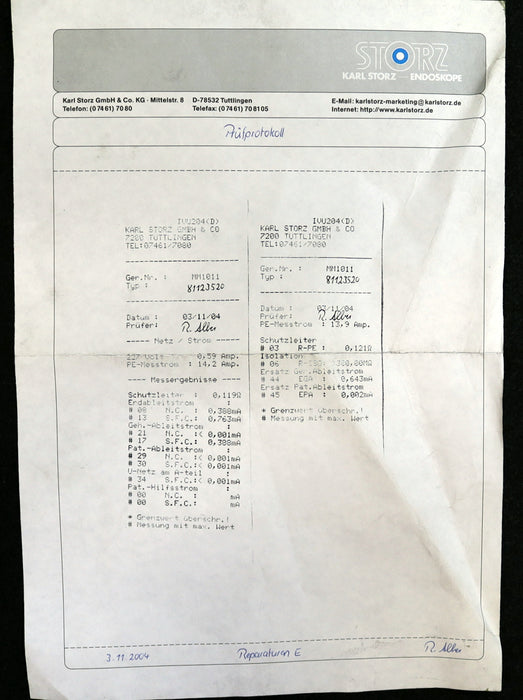 STORZ
KARL STORZ — ENDOSKOPE
Karl Storz GmbH & Co. KG · Mittelstr. 8 D-78532 Tuttlingen E-Mail: karlstorz-marketing@karlstorz.de
Telefon: (07461) 7080 Telefax: (07461) 708105 Internet: http://www.karlstorz.de
Prüfprotokoll
IVU204(D)
KARL STORZ GMBH & CO
7200 TUTTLINGEN
TEL:07461/7080
Ger.Nr. : MM1011
Typ : 81123520
Datum : 03/11/04
Prüfer: R. Alber
---- Netz / Strom ----
0,59 Amp.
PE-Messtrom : 14,2 Amp.
---- Messergebnisse ----
Schutzleiter : 0,119Ω
Erdableitstrom :
# 08 N.C. : 0,388mA
# 13 S.F.C.: 0,763mA
Geh.-Ableitstrom :
# 21 N.C. :< 0,001mA
# 17 S.F.C.: 0,388mA
Pat.-Ableitstrom :
# 29 N.C. :< 0,001mA
# 30 S.F.C.:< 0,001mA
U-Netz am A-teil :
# 34 S.F.C.:< 0,001mA
Pat.-Hilfsstrom :
# 00 N.C. : mA
# 00 S.F.C.: mA
* Grenzwert überschr.!
# Messung mit max. Wert
IVU204(D)
KARL STORZ GMBH & CO
7200 TUTTLINGEN
TEL:07461/7080
Ger.Nr. : MM1011
Typ : 81123520
Datum : 03/11/04
Prüfer : R. Alber
PE-Messtrom : 13,9 Amp.
Schutzleiter
# 03 R-PE : 0,121Ω
Isolation
# 06 R-ISO
Ersatz Ger.Ableitstrom
# 44 EGA : 0,643mA
Ersatz Pat.Ableitstrom
# 45 EPA : 0,002mA
* Grenzwert überschr.!
# Messung mit max. Wert
3.11.2004 Reparaturen E R. Alber